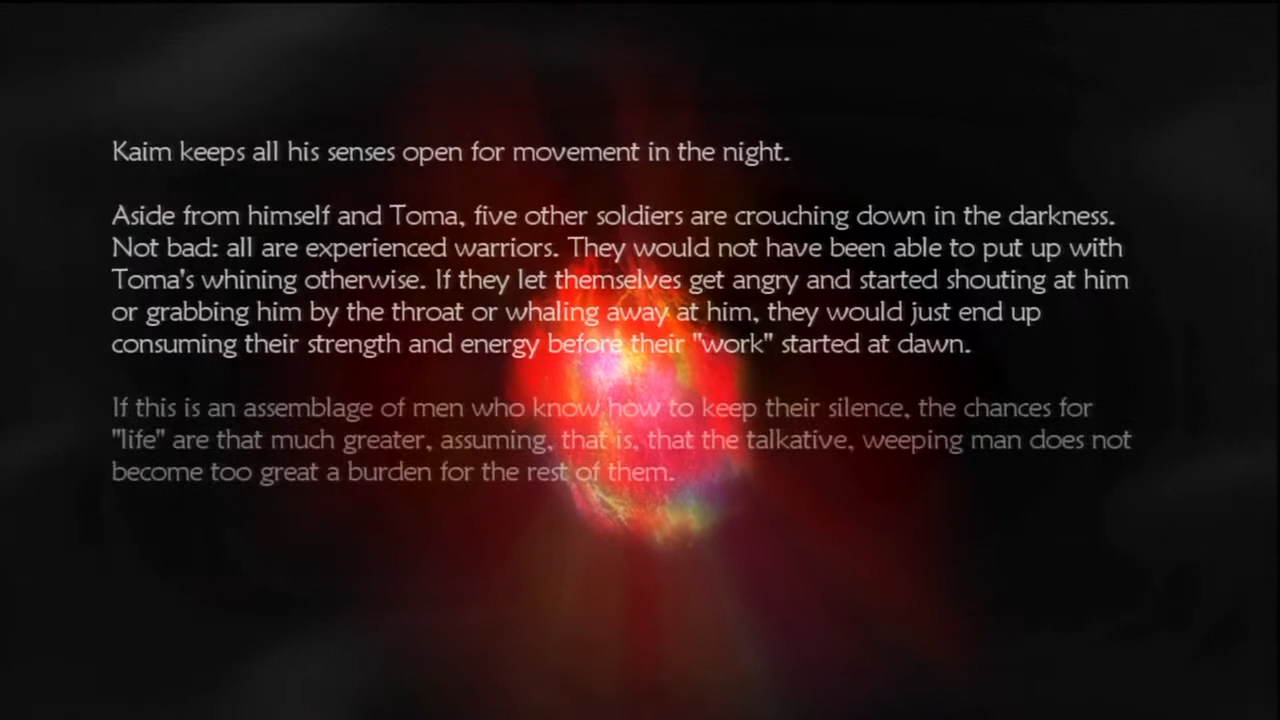 Kaim keeps all his senses open for movement in the night.
Aside from himself and Toma, five other soldiers are crouching down in the darkness.
Not bad: all are experienced warriors. They would not have been able to put up with
Toma's whining otherwise. If they let themselves get angry and started shouting at him
or grabbing him by the throat or whaling away at him, they would just end up
consuming their strength and energy before their "work" started at dawn.
If this is an assemblage of men who know how to keep their silence, the chances for
"life" are that much greater, assuming, that is, that the talkative, weeping man does not
become too great a burden for the rest of them.